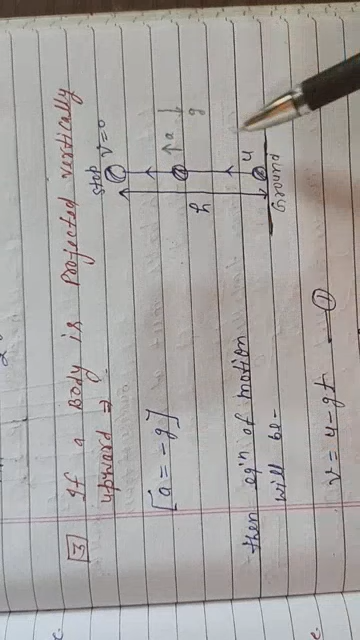 [3] If a Body is Projected vertically
upward =
[a = -g]
stop v=0
↑a ↓g
h
u
ground
then eqn of motion
will be-
v = u-gt —①